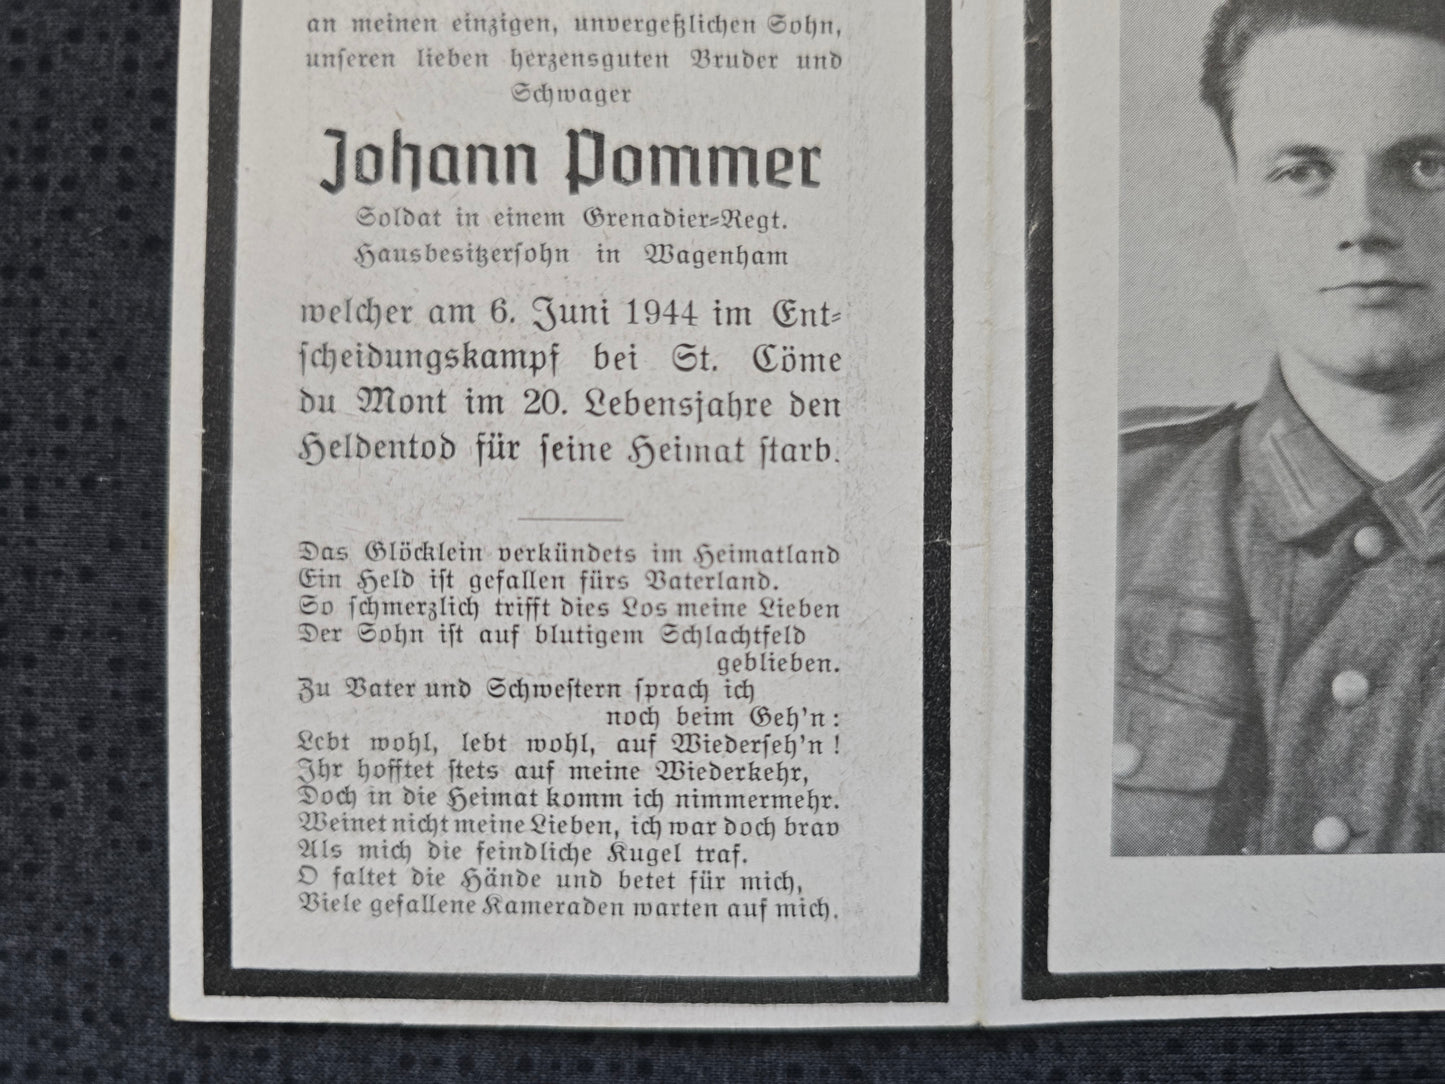 an meinen einzigen, unvergeßlichen Sohn,
unseren lieben herzensguten Bruder und
Schwager
Johann Pommer
Soldat in einem Grenadier-Regt.
Hausbesitzersohn in Wagenham
welcher am 6. Juni 1944 im Ent-
scheidungskampf bei St. Cöme
du Mont im 20. Lebensjahre den
Heldentod für seine Heimat starb.
Das Glöcklein verkündets im Heimatland
Ein Held ist gefallen fürs Vaterland.
So schmerzlich trifft dies Los meine Lieben
Der Sohn ist auf blutigem Schlachtfeld
geblieben.
Zu Vater und Schwestern sprach ich
noch beim Geh'n:
Lebt wohl, lebt wohl, auf Wiederseh'n!
Ihr hofftet stets auf meine Wiederkehr,
Doch in die Heimat komm ich nimmermehr.
Weinet nicht meine Lieben, ich war doch brav
Als mich die feindliche Kugel traf.
O faltet die Hände und betet für mich,
Viele gefallene Kameraden warten auf mich.